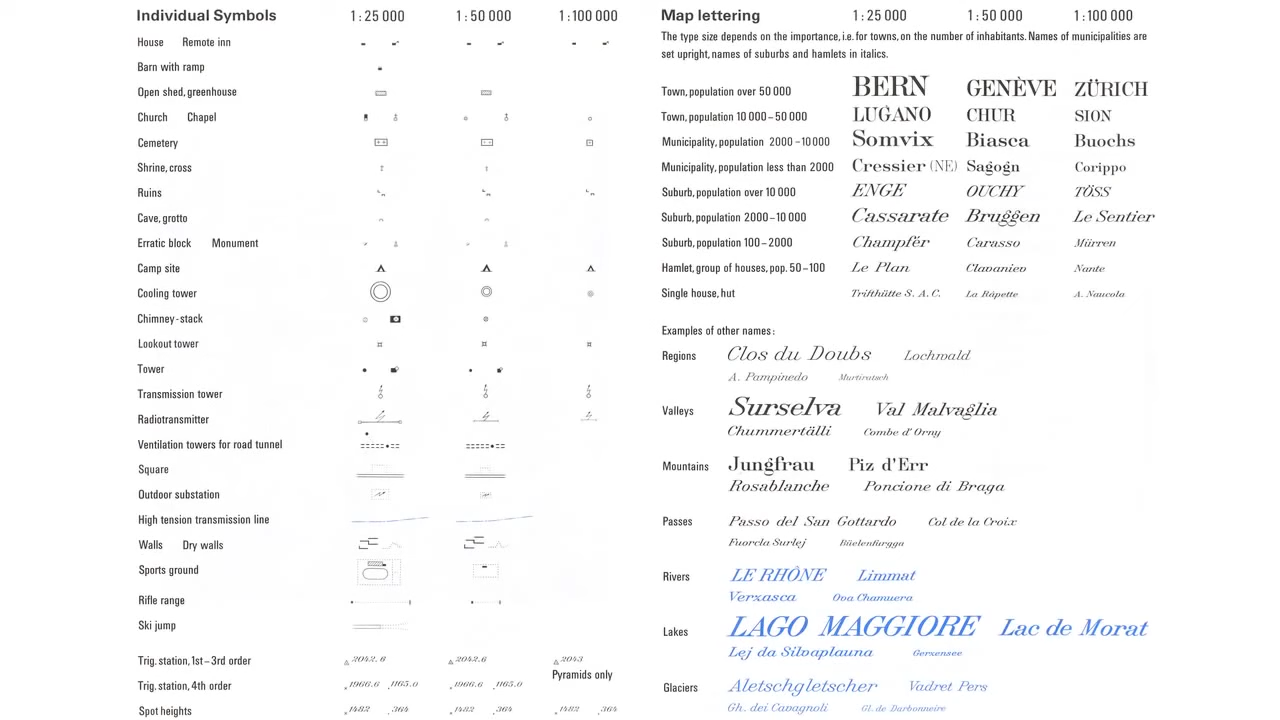 Individual Symbols 1:25 000 1:50 000 1:100 000
House Remote inn
Barn with ramp
Open shed, greenhouse
Church Chapel
Cemetery
Shrine, cross
Ruins
Cave, grotto
Erratic block Monument
Camp site
Cooling tower
Chimney-stack
Lookout tower
Tower
Transmission tower
Radiotransmitter
Ventilation towers for road tunnel
Square
Outdoor substation
High tension transmission line
Walls Dry walls
Sports ground
Rifle range
Ski jump
Trig. station, 1st–3rd order 2042.6 2042.6 2043
Pyramids only
Trig. station, 4th order 1966.6 1165.0 1966.6 1165.0
Spot heights 1482 .364 1482 .364 1482 .364
Map lettering 1:25 000 1:50 000 1:100 000
The type size depends on the importance, i.e. for towns, on the number of inhabitants. Names of municipalities are
set upright, names of suburbs and hamlets in italics.
Town, population over 50 000 BERN GENÈVE ZÜRICH
Town, population 10 000–50 000 LUGANO CHUR SION
Municipality, population 2000–10 000 Somvix Biasca Buochs
Municipality, population less than 2000 Cressier (NE) Sagogn Corippo
Suburb, population over 10 000 ENGE OUCHY TÖSS
Suburb, population 2000–10 000 Cassarate Bruggen Le Sentier
Suburb, population 100–2000 Champfér Carasso Mürren
Hamlet, group of houses, pop. 50–100 Le Plan Clavaniev Nante
Single house, hut Trifthütte S. A. C. La Râpette A. Naucola
Examples of other names:
Regions Clos du Doubs Lochwald
A. Pampinedo Murtiratsch
Valleys Surselva Val Malvaglia
Chummertälli Combe d'Orny
Mountains Jungfrau Piz d'Err
Rosablanche Poncione di Braga
Passes Passo del San Gottardo Col de la Croix
Fuorcla Surlej Büelenfurgga
Rivers LE RHÔNE Limmat
Verzasca Ova Chamuera
Lakes LAGO MAGGIORE Lac de Morat
Lej da Silvaplauna Gerzensee
Glaciers Aletschgletscher Vadret Pers
Gh. dei Cavagnoli Gl. de Darbonneire